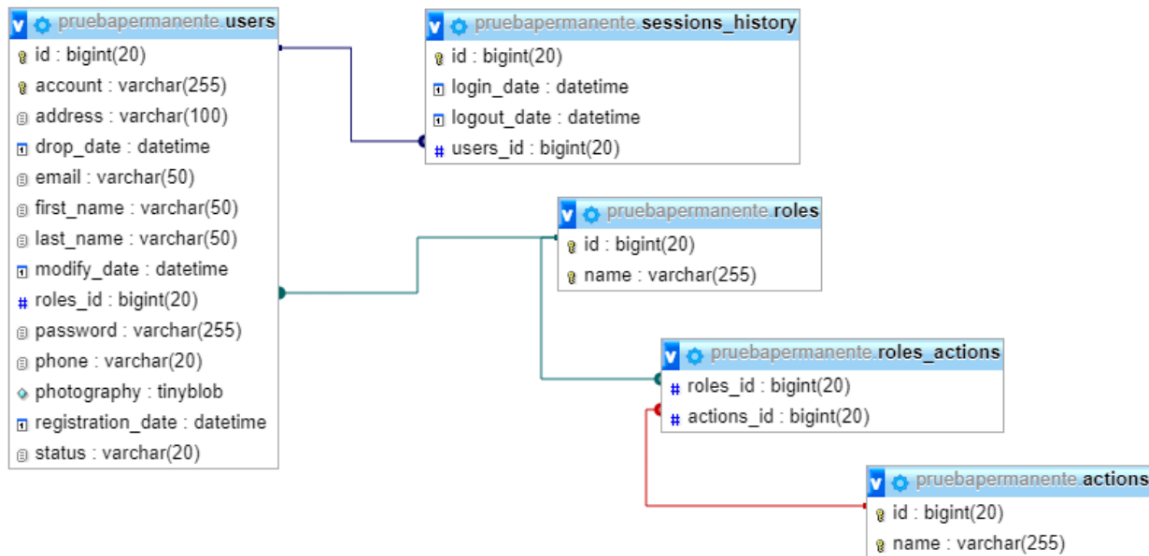 pruebapermanente.users
id : bigint(20)
account : varchar(255)
address : varchar(100)
drop_date : datetime
email : varchar(50)
first_name : varchar(50)
last_name : varchar(50)
modify_date : datetime
# roles_id : bigint(20)
password : varchar(255)
phone : varchar(20)
photography : tinyblob
registration_date : datetime
status : varchar(20)
pruebapermanente.sessions_history
id : bigint(20)
login_date : datetime
logout_date : datetime
# users_id : bigint(20)
pruebapermanente.roles
id : bigint(20)
name : varchar(255)
pruebapermanente.roles_actions
# roles_id : bigint(20)
# actions_id : bigint(20)
pruebapermanente.actions
id : bigint(20)
name : varchar(255)